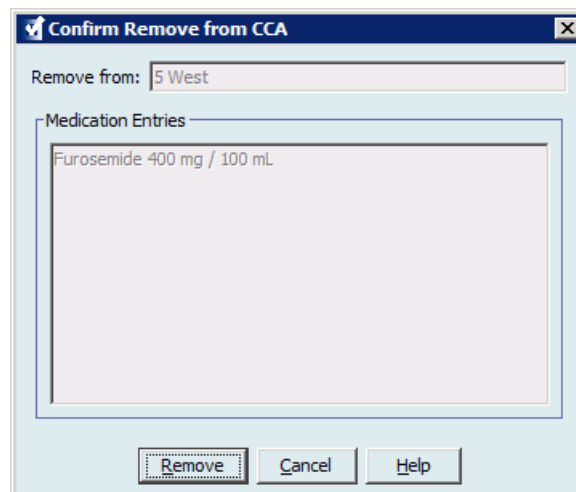 Confirm Remove from CCA
Remove from: 5 West
Medication Entries
Furosemide 400 mg / 100 mL
Remove Cancel Help